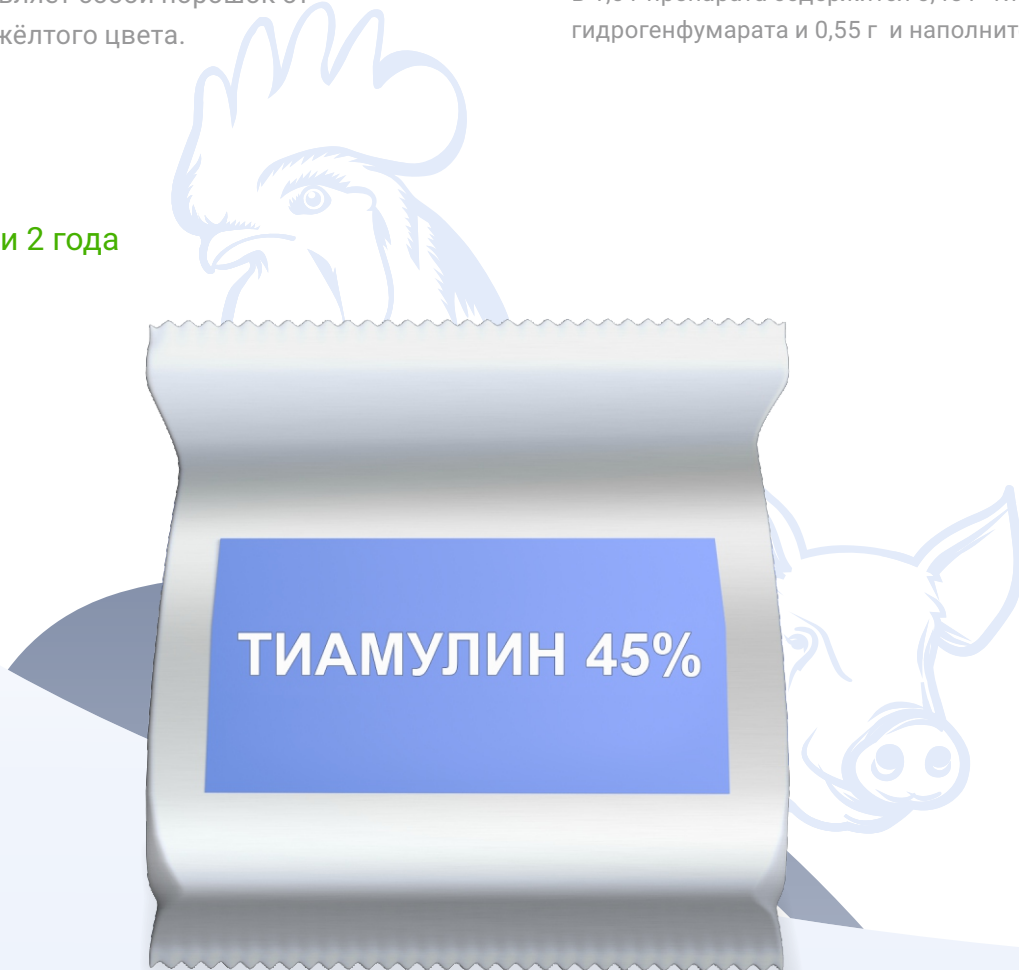 жёлтого цвета.
гидрогенфумарата и 0,55 г и наполнит
и 2 года
ТИАМУЛИН 45%